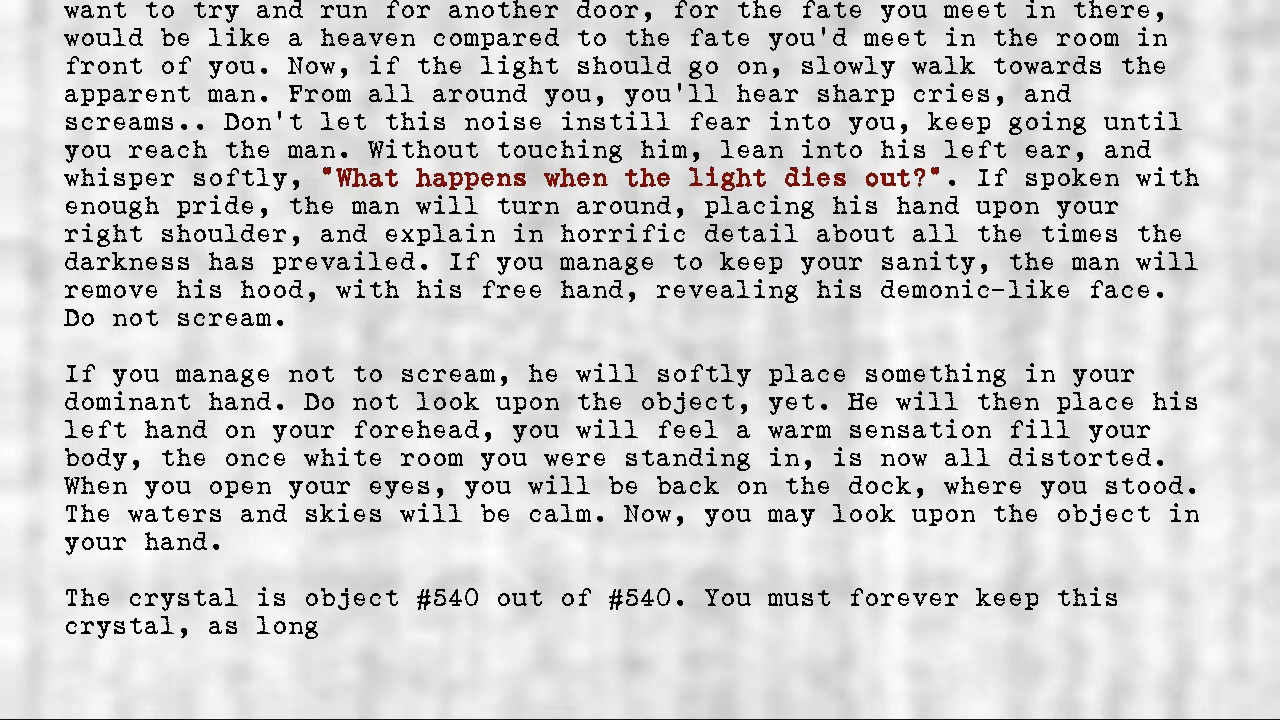 want to try and run for another door, for the fate you meet in there,
would be like a heaven compared to the fate you'd meet in the room in
front of you. Now, if the light should go on, slowly walk towards the
apparent man. From all around you, you'll hear sharp cries, and
screams.. Don't let this noise instill fear into you, keep going until
you reach the man. Without touching him, lean into his left ear, and
whisper softly, "What happens when the light dies out?". If spoken with
enough pride, the man will turn around, placing his hand upon your
right shoulder, and explain in horrific detail about all the times the
darkness has prevailed. If you manage to keep your sanity, the man will
remove his hood, with his free hand, revealing his demonic-like face.
Do not scream.
If you manage not to scream, he will softly place something in your
dominant hand. Do not look upon the object, yet. He will then place his
left hand on your forehead, you will feel a warm sensation fill your
body, the once white room you were standing in, is now all distorted.
When you open your eyes, you will be back on the dock, where you stood.
The waters and skies will be calm. Now, you may look upon the object in
your hand.
The crystal is object #540 out of #540. You must forever keep this
crystal, as long